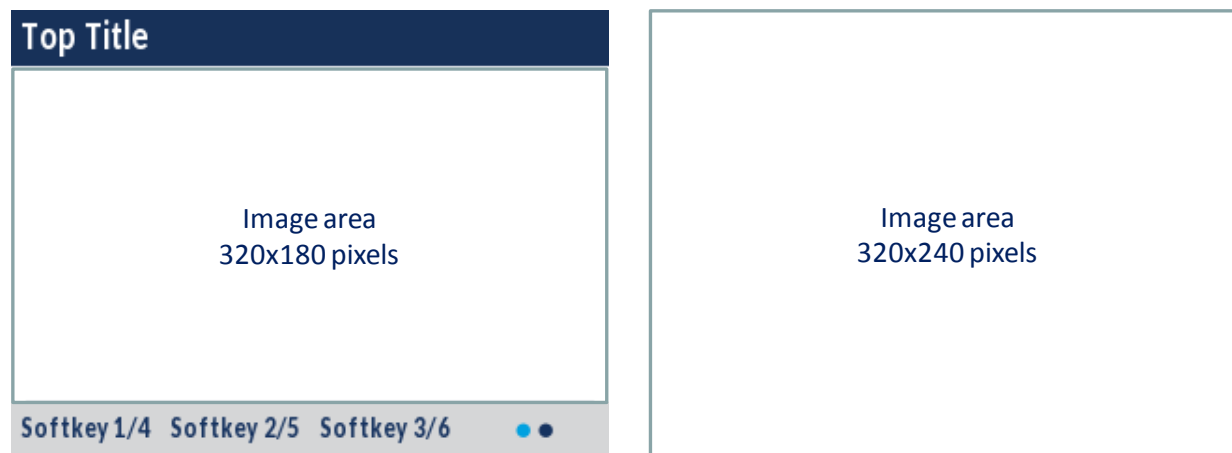 Top Title
Image area
320x180 pixels
Softkey 1/4 Softkey 2/5 Softkey 3/6
Image area
320x240 pixels